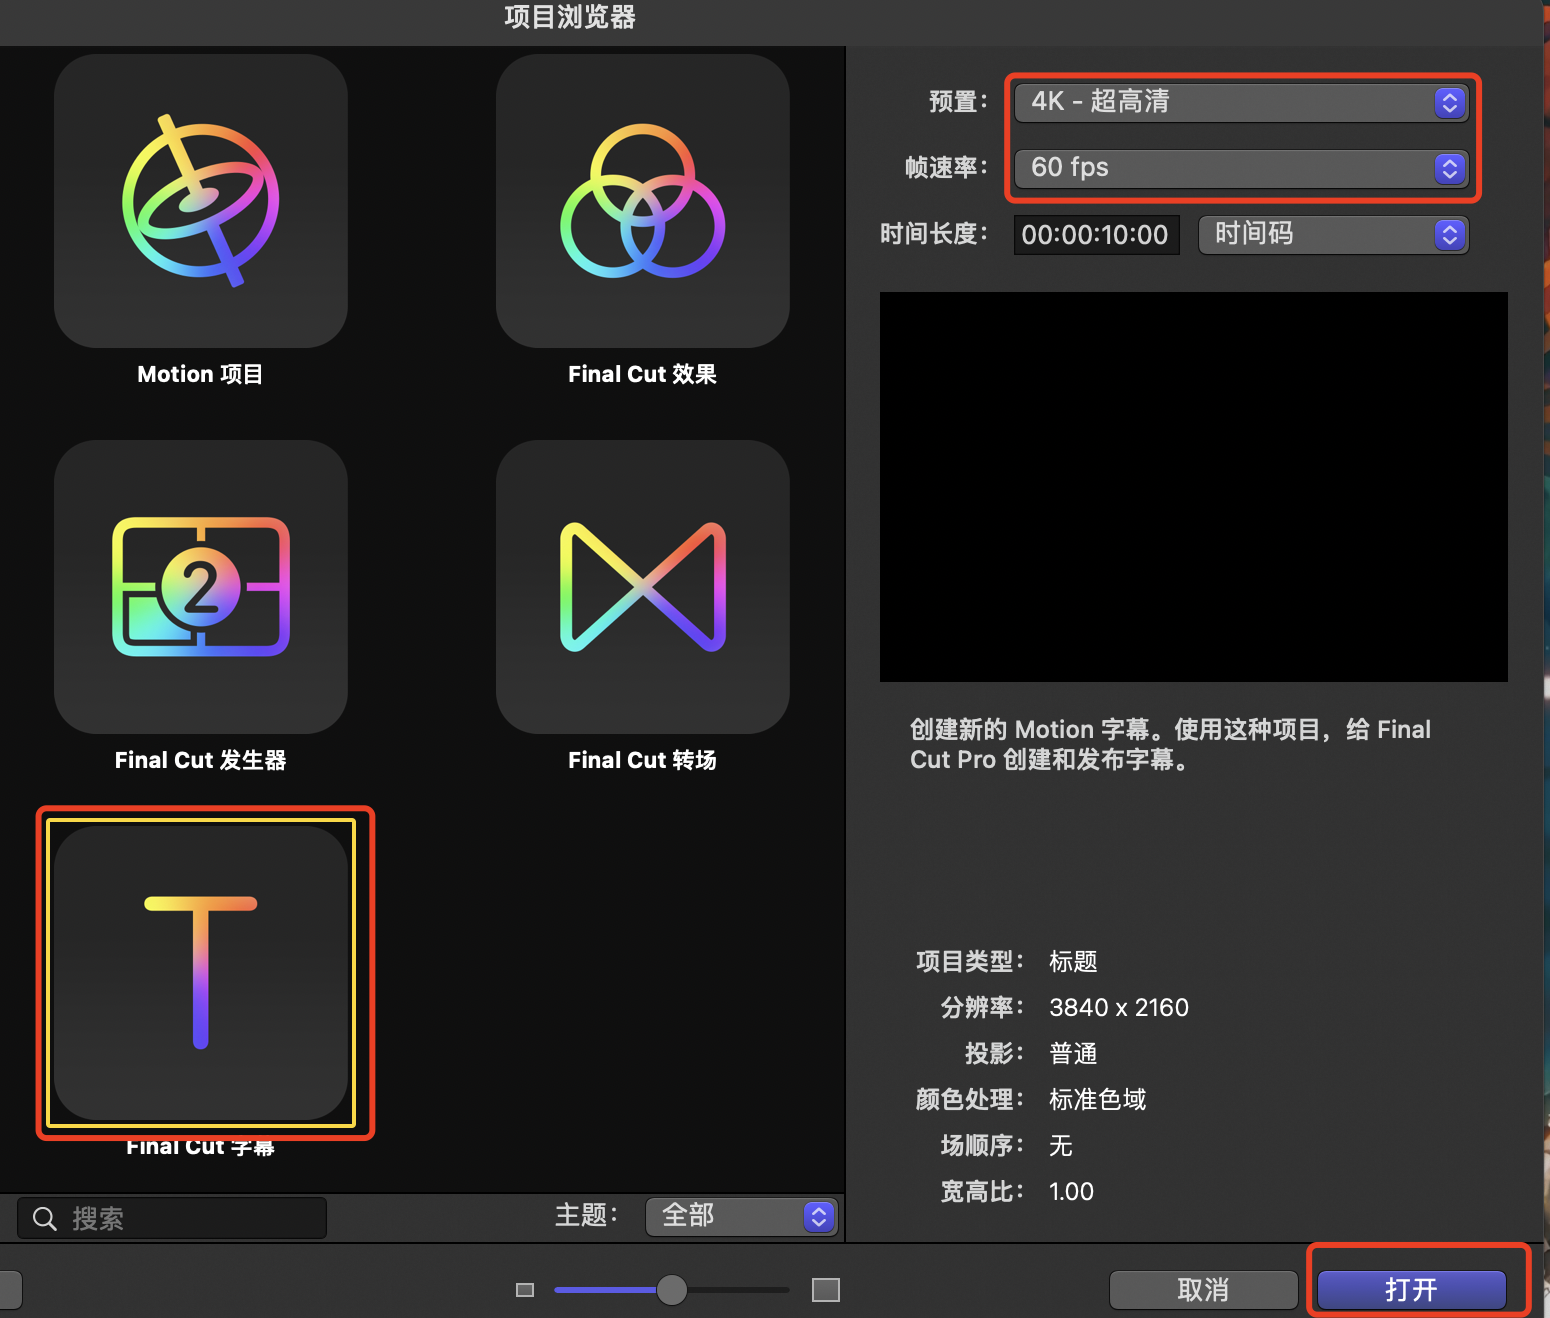 项目浏览器
Motion 项目
Final Cut 效果
2
Final Cut 发生器
Final Cut 转场
T
Final Cut 字幕
搜索
主题：
全部
预置：
4K - 超高清
帧速率：
60 fps
时间长度：
00:00:10:00
时间码
创建新的 Motion 字幕。使用这种项目，给 Final
Cut Pro 创建和发布字幕。
项目类型： 标题
分辨率： 3840 x 2160
投影： 普通
颜色处理： 标准色域
场顺序： 无
宽高比： 1.00
取消
打开